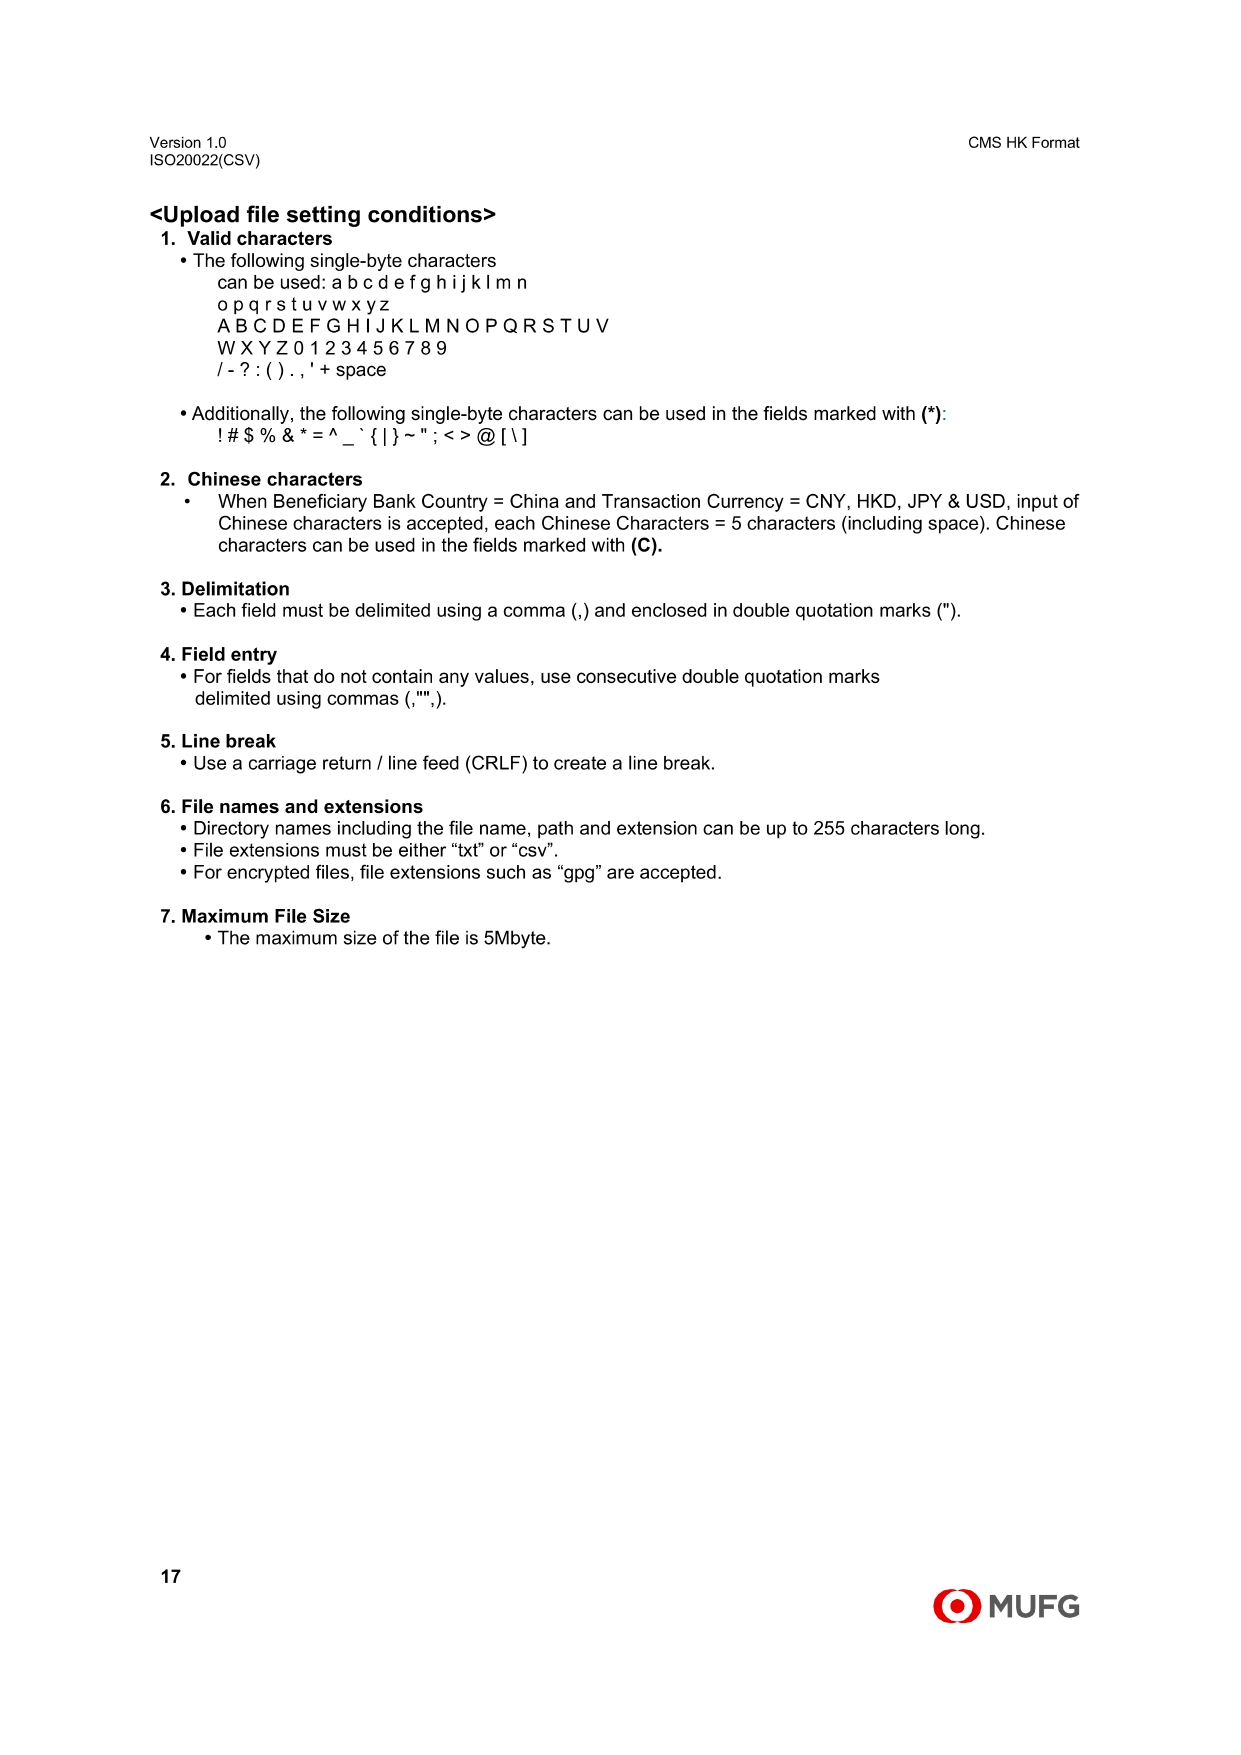 Version 1.0
CMS HK Format
ISO20022(CSV)
<Upload file setting conditions>
1. Valid characters
• The following single-byte characters
can be used: a b c d e f g h i j k l m n
o p q r s t u v w x y z
A B C D E F G H I J K L M N O P Q R S T U V
W X Y Z 0 1 2 3 4 5 6 7 8 9
/ - ? : ( ) . , ' + space
• Additionally, the following single-byte characters can be used in the fields marked with (*):
! # $ % & * = ^ _ ` { | } ~ " ; < > @ [ \ ]
2. Chinese characters
• When Beneficiary Bank Country = China and Transaction Currency = CNY, HKD, JPY & USD, input of
Chinese characters is accepted, each Chinese Characters = 5 characters (including space). Chinese
characters can be used in the fields marked with (C).
3. Delimitation
• Each field must be delimited using a comma (,) and enclosed in double quotation marks (").
4. Field entry
• For fields that do not contain any values, use consecutive double quotation marks
delimited using commas (,"",).
5. Line break
• Use a carriage return / line feed (CRLF) to create a line break.
6. File names and extensions
• Directory names including the file name, path and extension can be up to 255 characters long.
• File extensions must be either “txt” or “csv”.
• For encrypted files, file extensions such as “gpg” are accepted.
7. Maximum File Size
• The maximum size of the file is 5Mbyte.
17
MUFG